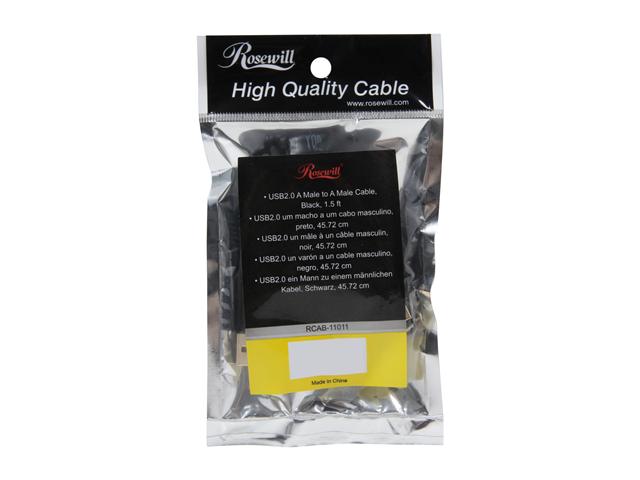 Rosewill
High Quality Cable
www.rosewill.com
TOP
Rosewill
• USB2.0 A Male to A Male Cable,
Black, 1.5 ft
• USB2.0 um macho a um cabo masculino,
preto, 45.72 cm
• USB2.0 un mâle à un câble masculin,
noir, 45.72 cm
• USB2.0 un varón a un cable masculino,
negro, 45.72 cm
• USB2.0 ein Mann zu einem männlichen
Kabel, Schwarz, 45.72 cm
RCAB-11011
Made in China